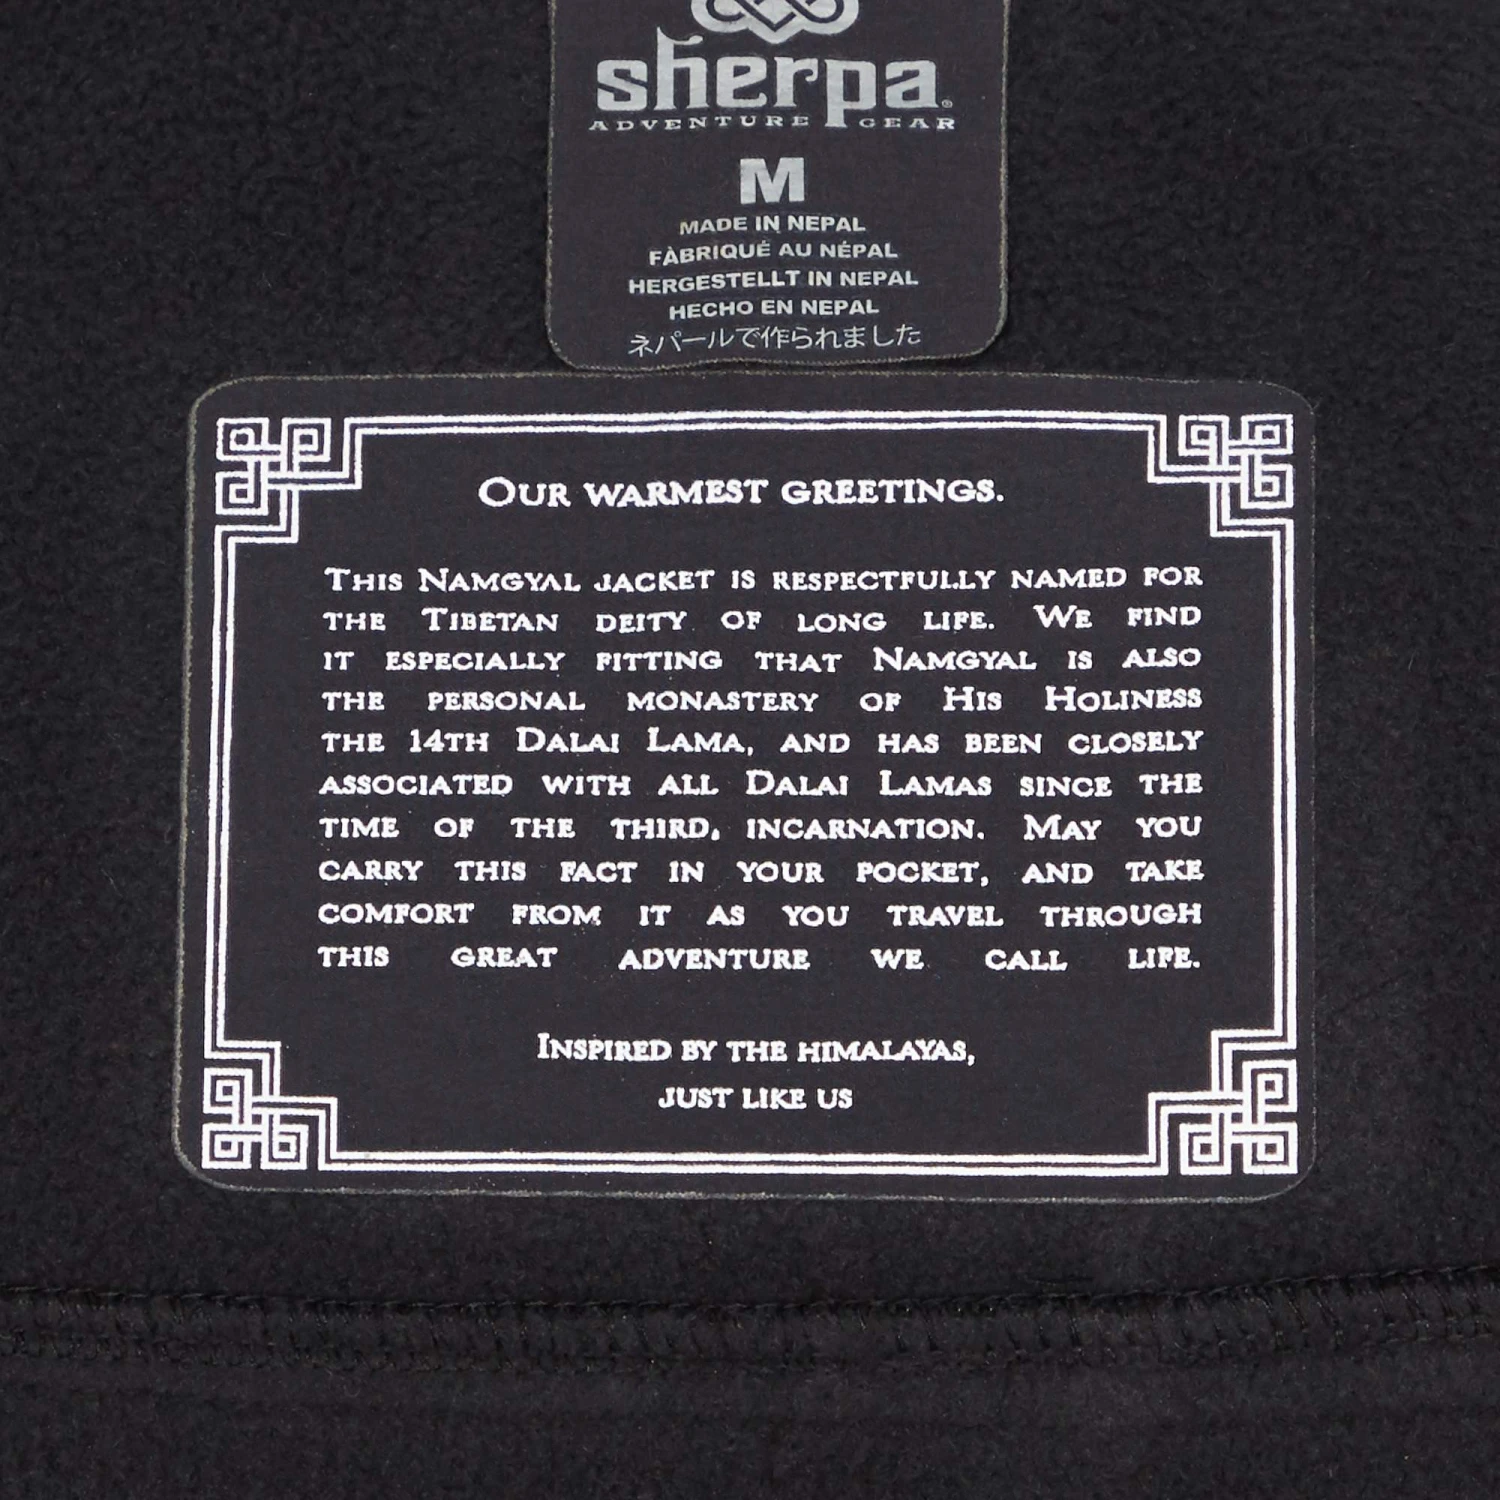 sherpa®
ADVENTURE GEAR
M
MADE IN NEPAL
FÀBRIQUÉ AU NÉPAL
HERGESTELLT IN NEPAL
HECHO EN NEPAL
ネパールで作られました
OUR WARMEST GREETINGS.
THIS NAMGYAL JACKET IS RESPECTFULLY NAMED FOR
THE TIBETAN DEITY OF LONG LIFE. WE FIND
IT ESPECIALLY FITTING THAT NAMGYAL IS ALSO
THE PERSONAL MONASTERY OF HIS HOLINESS
THE 14TH DALAI LAMA, AND HAS BEEN CLOSELY
ASSOCIATED WITH ALL DALAI LAMAS SINCE THE
TIME OF THE THIRD, INCARNATION. MAY YOU
CARRY THIS FACT IN YOUR POCKET, AND TAKE
COMFORT FROM IT AS YOU TRAVEL THROUGH
THIS GREAT ADVENTURE WE CALL LIFE.
INSPIRED BY THE HIMALAYAS,
JUST LIKE US